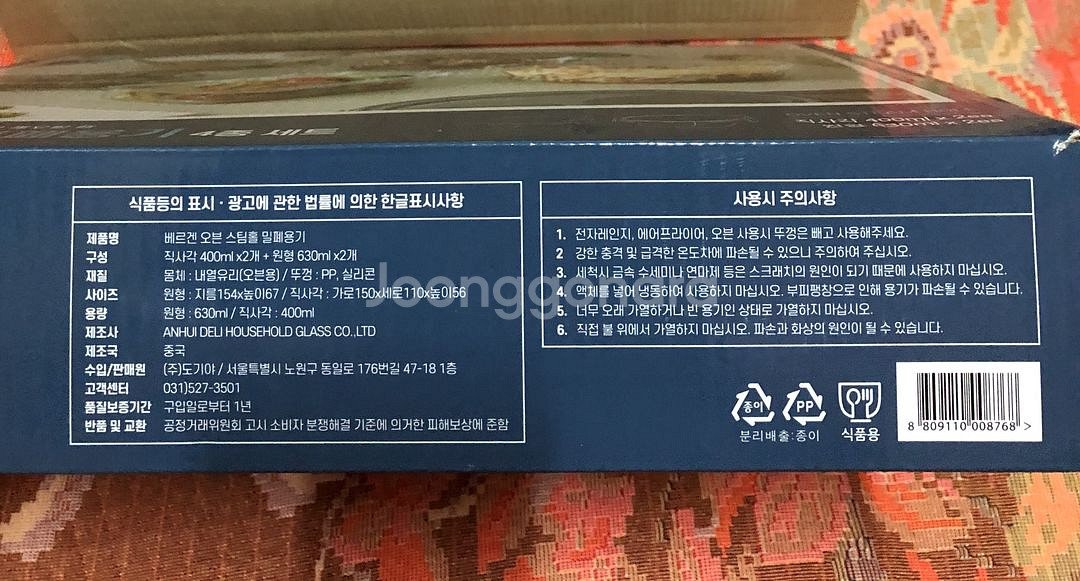 4종 세트
식품등의 표시·광고에 관한 법률에 의한 한글표시사항
제품명 베르겐 오븐 스팀홀 밀폐용기
구성 직사각 400ml x2개 + 원형 630ml x2개
재질 몸체 : 내열유리(오븐용) / 뚜껑 : PP, 실리콘
사이즈 원형 : 지름154x높이67 / 직사각 : 가로150x세로110x높이56
용량 원형 : 630ml / 직사각 : 400ml
제조사 ANHUI DELI HOUSEHOLD GLASS CO.,LTD
제조국 중국
수입/판매원 (주)도기야 / 서울특별시 노원구 동일로 176번길 47-18 1층
고객센터 031)527-3501
품질보증기간 구입일로부터 1년
반품 및 교환 공정거래위원회 고시 소비자 분쟁해결 기준에 의거한 피해보상에 준함
사용시 주의사항
1. 전자레인지, 에어프라이어, 오븐 사용시 뚜껑은 빼고 사용해주세요.
2 강한 충격 및 급격한 온도차에 파손될 수 있으니 주의하여 주십시오.
3. 세척시 금속 수세미나 연마제 등은 스크래치의 원인이 되기 때문에 사용하지 마십시오.
4. 액체를 넣어 냉동하여 사용하지 마십시오. 부피팽창으로 인해 용기가 파손될 수 있습니다.
5. 너무 오래 가열하거나 빈 용기인 상태로 가열하지 마십시오.
6. 직접 불 위에서 가열하지 마십시오. 파손과 화상의 원인이 될 수 있습니다.
종이 PP
분리배출:종이 식품용
8 809110 008768 >
Joonggonara